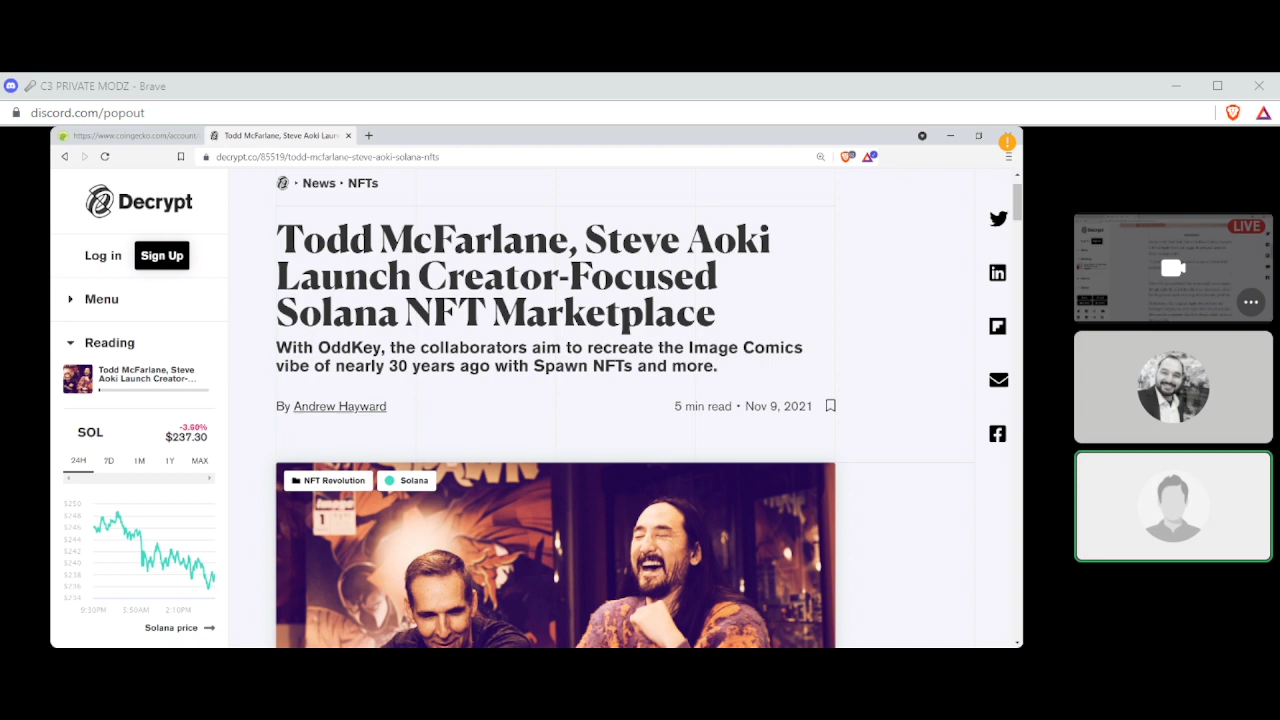 C3 PRIVATE MODZ - Brave
discord.com/popout
https://www.coingecko.com/account/
Todd McFarlane, Steve Aoki Laun
decrypt.co/85519/todd-mcfarlane-steve-aoki-solana-nfts
Decrypt
Log in
Sign Up
Menu
Reading
Todd McFarlane, Steve
Aoki Launch Creator-...
SOL
-3.60%
$237.30
24H 7D 1M 1Y MAX
$250
$248
$246
$244
$242
$240
$238
$236
$234
9:30PM 5:50AM 2:10PM
Solana price
News • NFTs
Todd McFarlane, Steve Aoki
Launch Creator-Focused
Solana NFT Marketplace
With OddKey, the collaborators aim to recreate the Image Comics
vibe of nearly 30 years ago with Spawn NFTs and more.
By Andrew Hayward
5 min read • Nov 9, 2021
NFT Revolution
Solana
SPAWN
1
LIVE
Decrypt